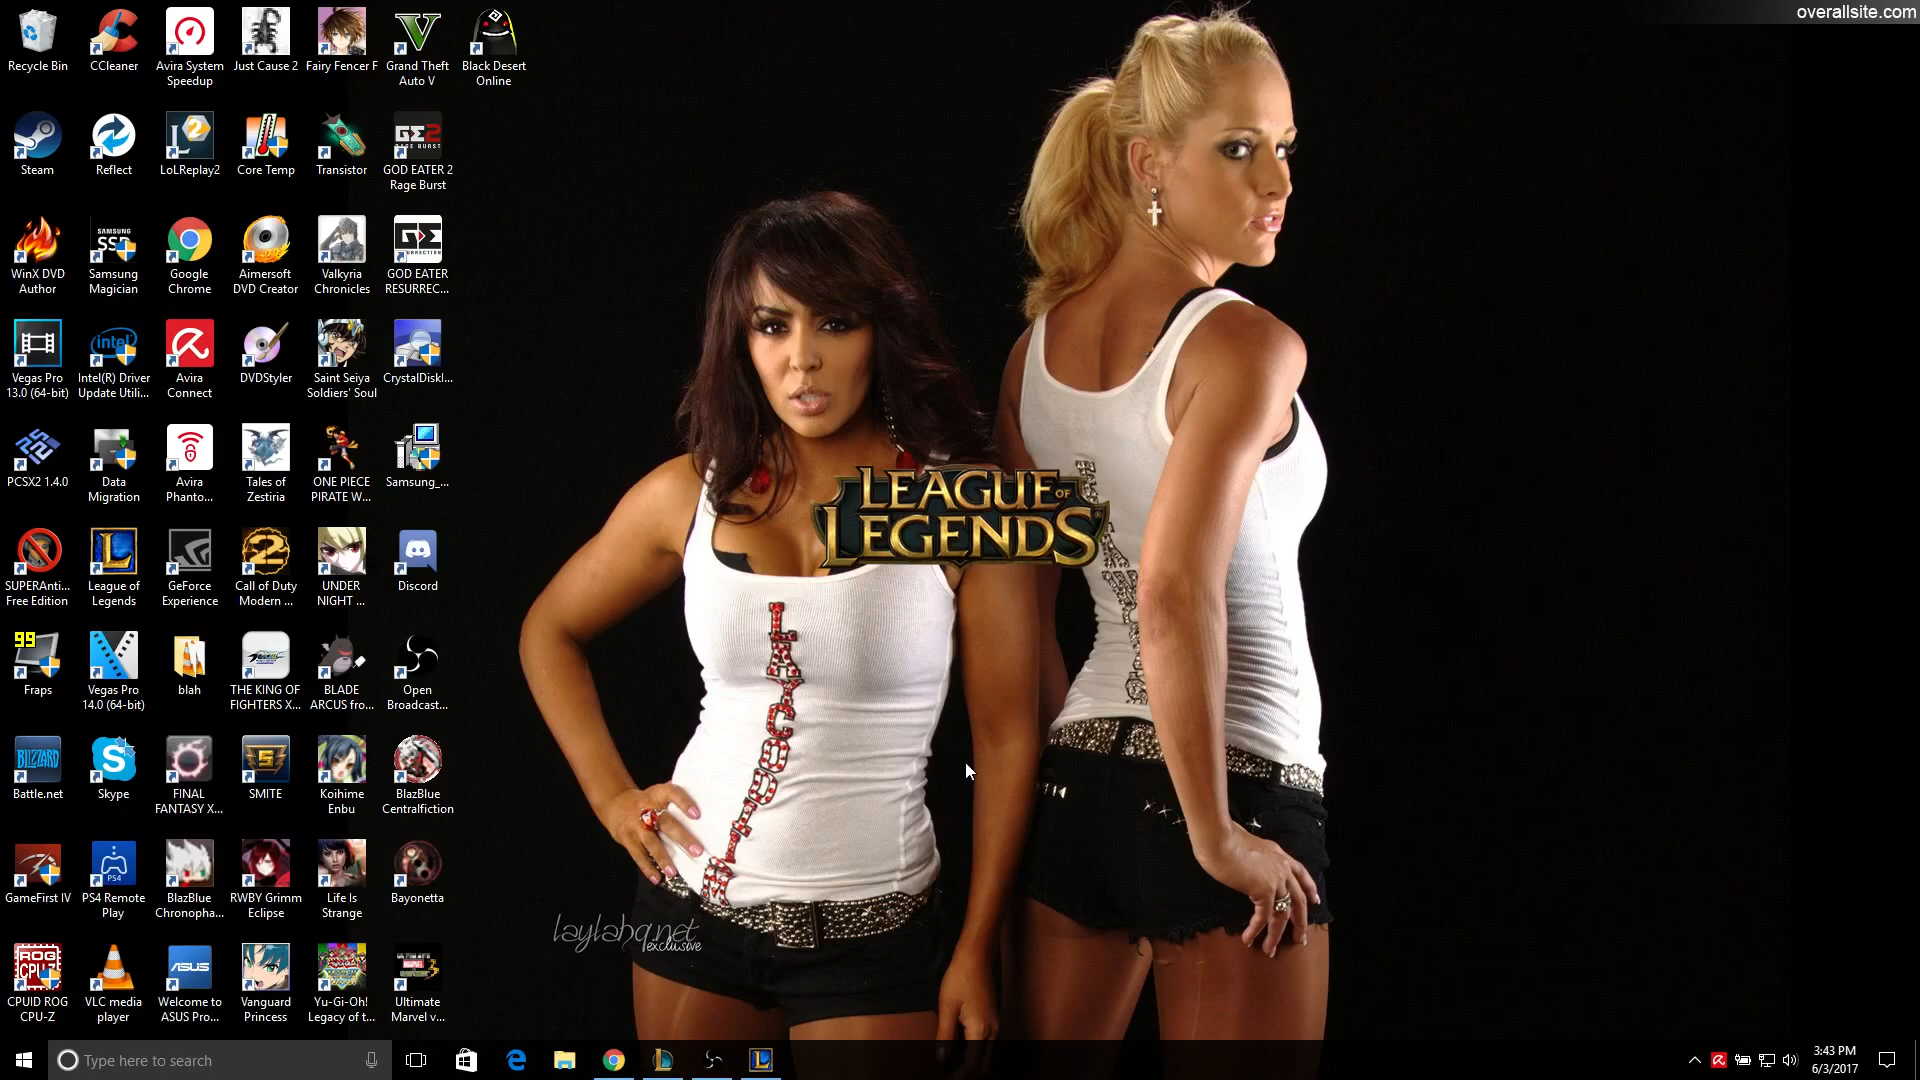 overallsite.com
Recycle Bin
CCleaner
Avira System
Speedup
Just Cause 2
Fairy Fencer F
Grand Theft
Auto V
Black Desert
Online
Steam
Reflect
LoLReplay2
Core Temp
Transistor
GOD EATER 2
Rage Burst
WinX DVD
Author
Samsung
Magician
Google
Chrome
Aimersoft
DVD Creator
Valkyria
Chronicles
GOD EATER
RESURREC...
Vegas Pro
13.0 (64-bit)
Intel(R) Driver
Update Utili...
Avira
Connect
DVDStyler
Saint Seiya
Soldiers' Soul
CrystalDiskI...
PCSX2 1.4.0
Data
Migration
Avira
Phanto...
Tales of
Zestiria
ONE PIECE
PIRATE W...
Samsung_...
SUPERAnti...
Free Edition
League of
Legends
GeForce
Experience
Call of Duty
Modern ...
UNDER
NIGHT ...
Discord
Fraps
Vegas Pro
14.0 (64-bit)
blah
THE KING OF
FIGHTERS X...
BLADE
ARCUS fro...
Open
Broadcast...
Battle.net
Skype
FINAL
FANTASY X...
SMITE
Koihime
Enbu
BlazBlue
Centralfiction
GameFirst IV
PS4 Remote
Play
BlazBlue
Chronopha...
RWBY Grimm
Eclipse
Life Is
Strange
Bayonetta
CPUID ROG
CPU-Z
VLC media
player
Welcome to
ASUS Pro...
Vanguard
Princess
Yu-Gi-Oh!
Legacy of t...
Ultimate
Marvel v...
LEAGUE OF
LEGENDS
laylahq.net
exclusive
Type here to search
3:43 PM
6/3/2017